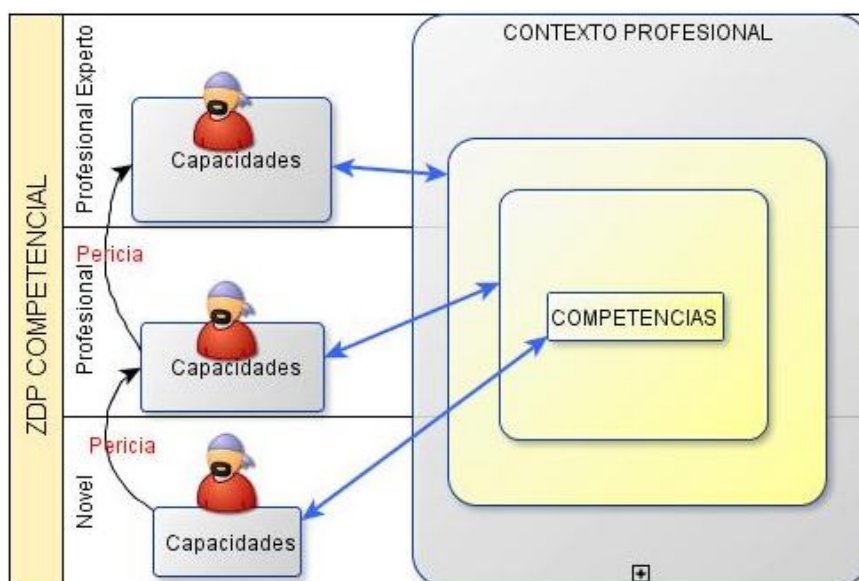 ZDP COMPETENCIAL
Profesional Experto
Profesional
Novel
Capacidades
Pericia
Capacidades
Pericia
Capacidades
CONTEXTO PROFESIONAL
COMPETENCIAS